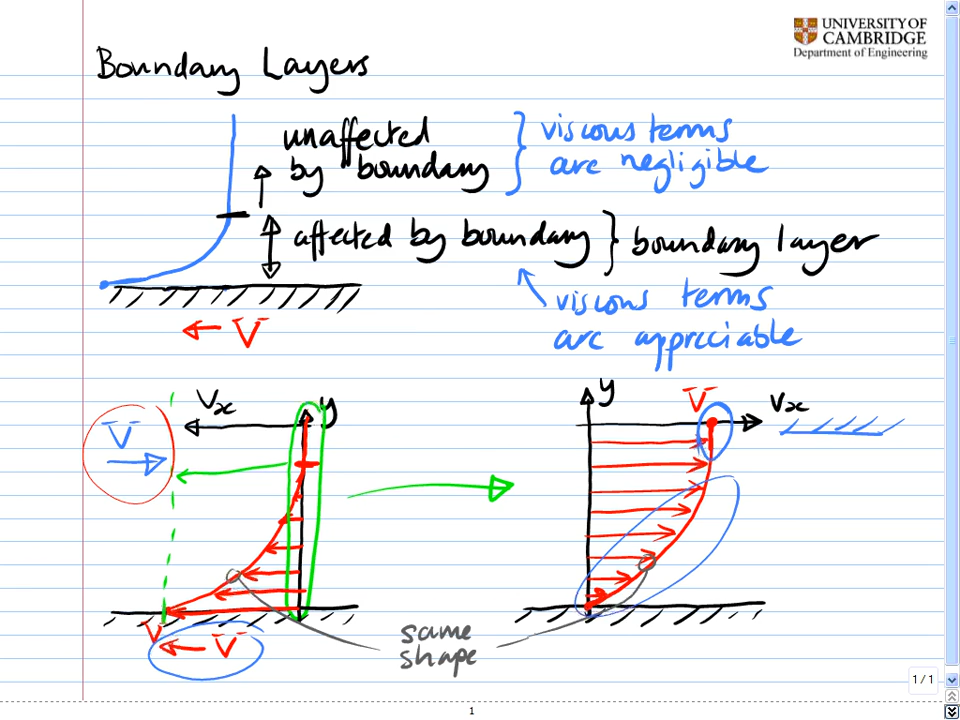 UNIVERSITY OF
CAMBRIDGE
Department of Engineering
Boundary Layers
unaffected
by boundary
viscous terms
are negligible
affected by boundary
boundary layer
viscous terms
are appreciable
V
Vx
y
V
y
V
Vx
V
V
same
shape
1 / 1
1